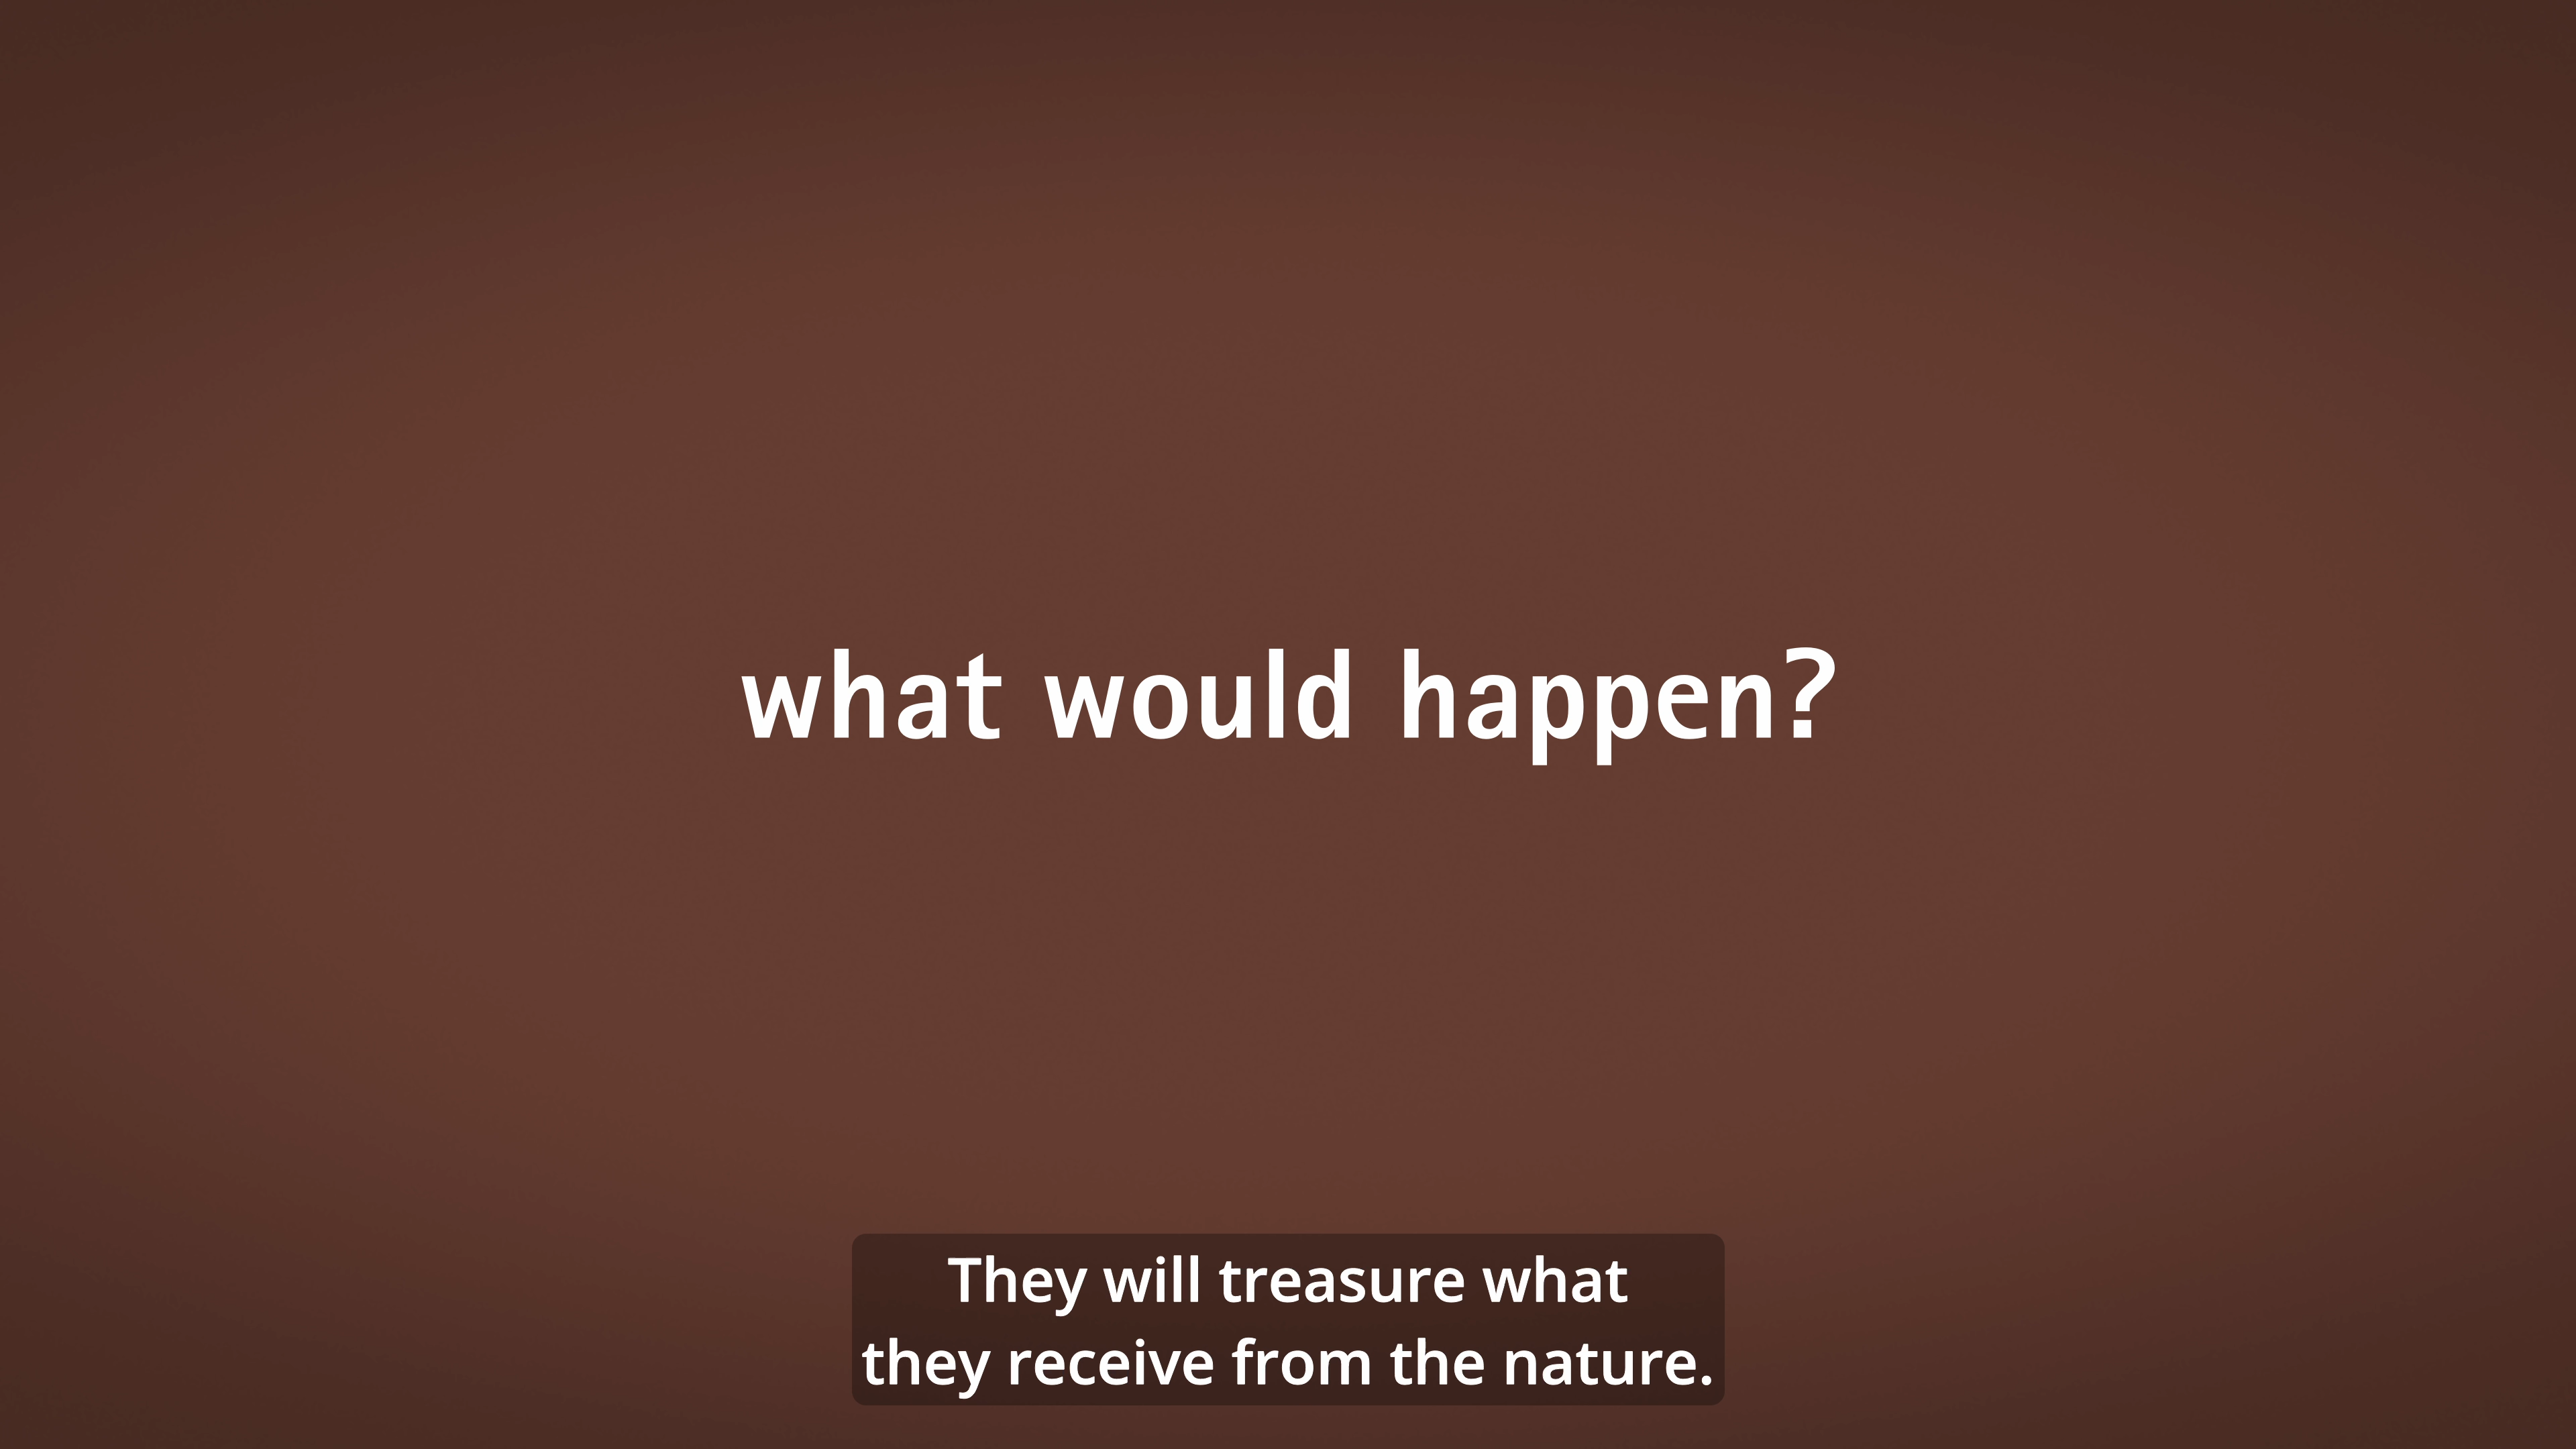 what would happen?
They will treasure what
they receive from the nature.